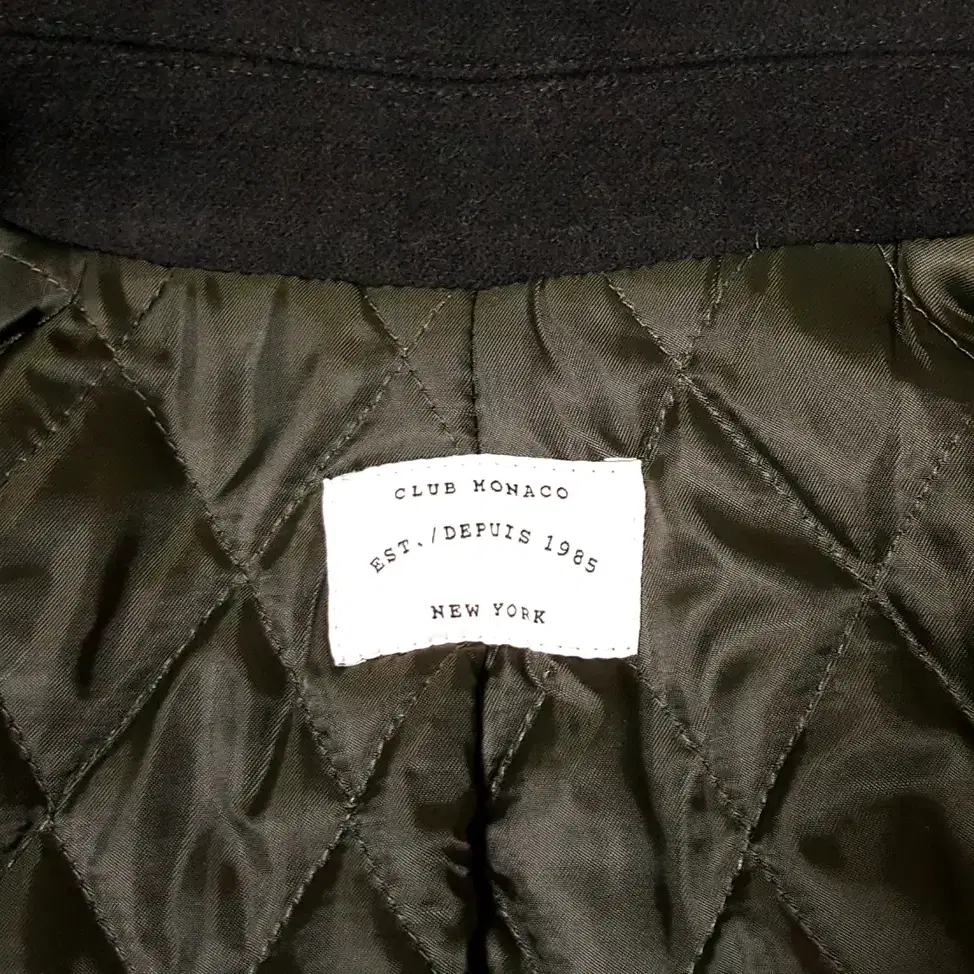 CLUB MONACO
EST./DEPUIS 1985
NEW YORK